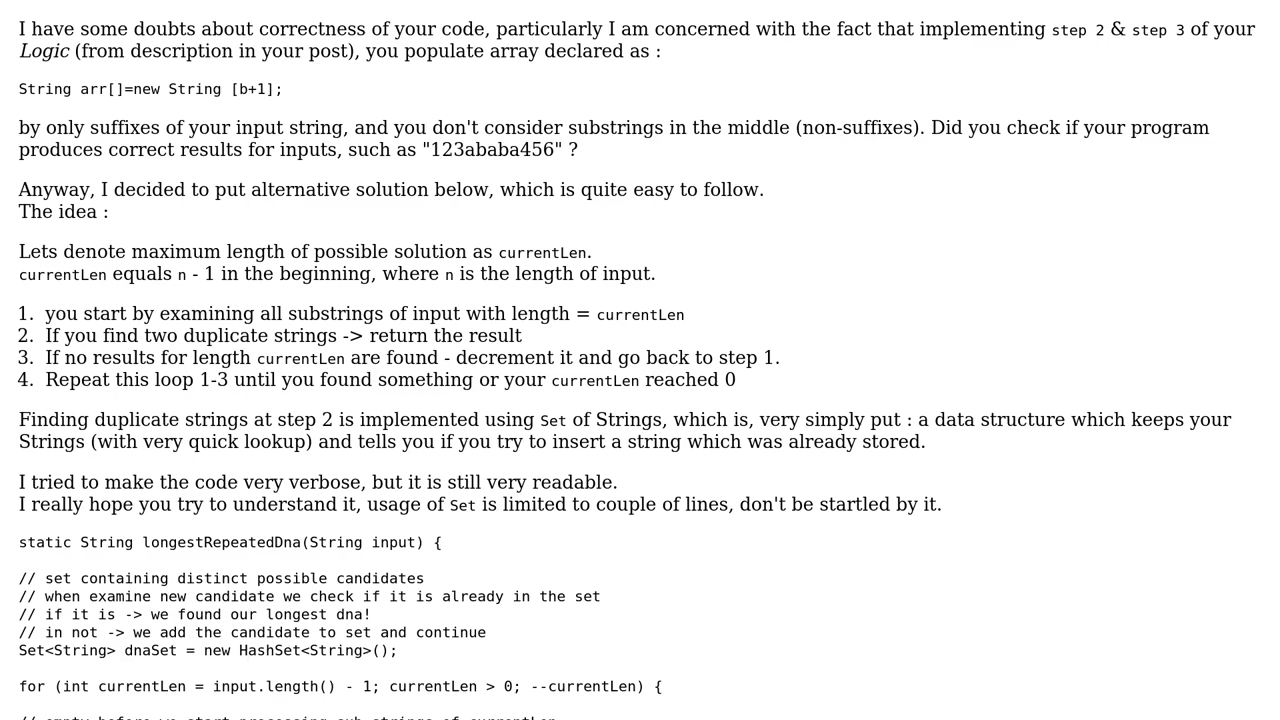 I have some doubts about correctness of your code, particularly I am concerned with the fact that implementing step 2 & step 3 of your
Logic (from description in your post), you populate array declared as :
String arr[]=new String [b+1];
by only suffixes of your input string, and you don't consider substrings in the middle (non-suffixes). Did you check if your program
produces correct results for inputs, such as "123ababa456" ?
Anyway, I decided to put alternative solution below, which is quite easy to follow.
The idea :
Lets denote maximum length of possible solution as currentLen.
currentLen equals n - 1 in the beginning, where n is the length of input.
1. you start by examining all substrings of input with length = currentLen
2. If you find two duplicate strings -> return the result
3. If no results for length currentLen are found - decrement it and go back to step 1.
4. Repeat this loop 1-3 until you found something or your currentLen reached 0
Finding duplicate strings at step 2 is implemented using Set of Strings, which is, very simply put : a data structure which keeps your
Strings (with very quick lookup) and tells you if you try to insert a string which was already stored.
I tried to make the code very verbose, but it is still very readable.
I really hope you try to understand it, usage of Set is limited to couple of lines, don't be startled by it.
static String longestRepeatedDna(String input) {
// set containing distinct possible candidates
// when examine new candidate we check if it is already in the set
// if it is -> we found our longest dna!
// in not -> we add the candidate to set and continue
Set<String> dnaSet = new HashSet<String>();
for (int currentLen = input.length() - 1; currentLen > 0; --currentLen) {